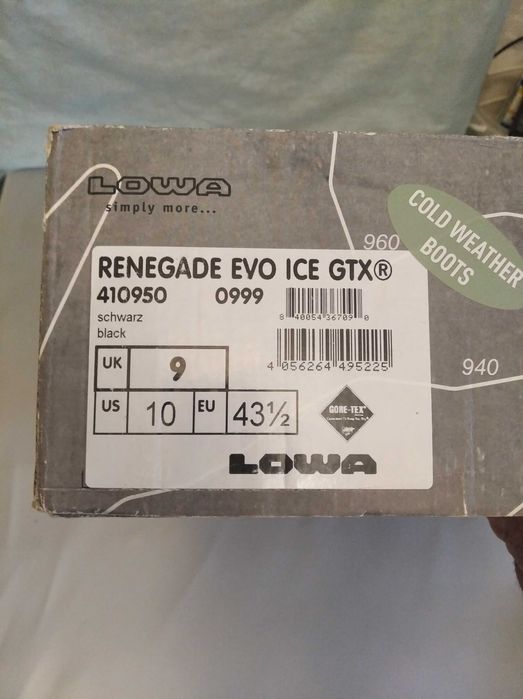 LOWA
simply more...
COLD WEATHER
BOOTS
960
940
RENEGADE EVO ICE GTX®
410950 0999
schwarz
black
8 40054 36709 0
4 056264 495225
UK 9
US 10 EU 43½
GORE-TEX
LOWA